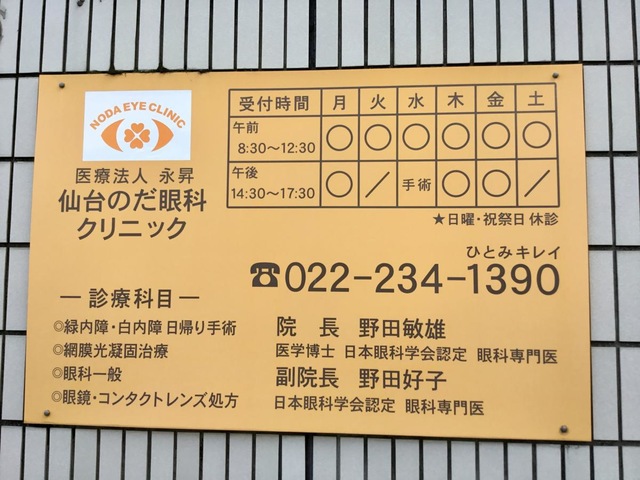 NODA EYE CLINIC
医療法人 永昇
仙台のだ眼科
クリニック
受付時間 月 火 水 木 金 土
午前 8:30〜12:30 ○ ○ ○ ○ ○ ○
午後 14:30〜17:30 ○ ／ 手術 ○ ○ ／
★日曜・祝祭日 休診
ひとみキレイ
☎022-234-1390
― 診療科目 ―
◎緑内障・白内障 日帰り手術
◎網膜光凝固治療
◎眼科一般
◎眼鏡・コンタクトレンズ処方
院 長 野田敏雄
医学博士 日本眼科学会認定 眼科専門医
副院長 野田好子
日本眼科学会認定 眼科専門医